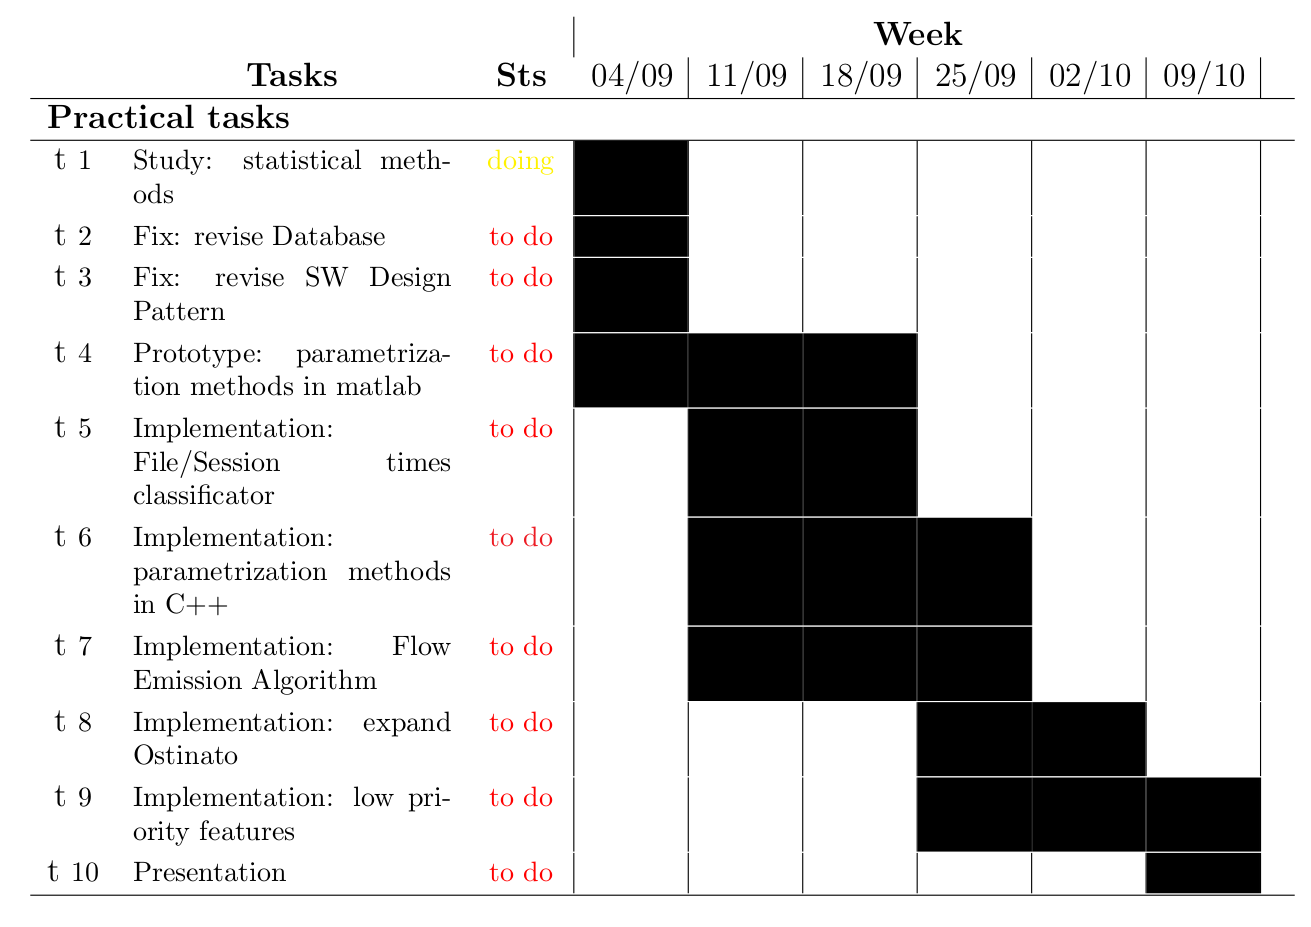 Week
Tasks Sts 04/09 11/09 18/09 25/09 02/10 09/10
Practical tasks
t 1 Study: statistical meth- doing
ods
t 2 Fix: revise Database to do
t 3 Fix: revise SW Design to do
Pattern
t 4 Prototype: parametriza- to do
tion methods in matlab
t 5 Implementation: to do
File/Session times
classificator
t 6 Implementation: to do
parametrization methods
in C++
t 7 Implementation: Flow to do
Emission Algorithm
t 8 Implementation: expand to do
Ostinato
t 9 Implementation: low pri- to do
ority features
t 10 Presentation to do